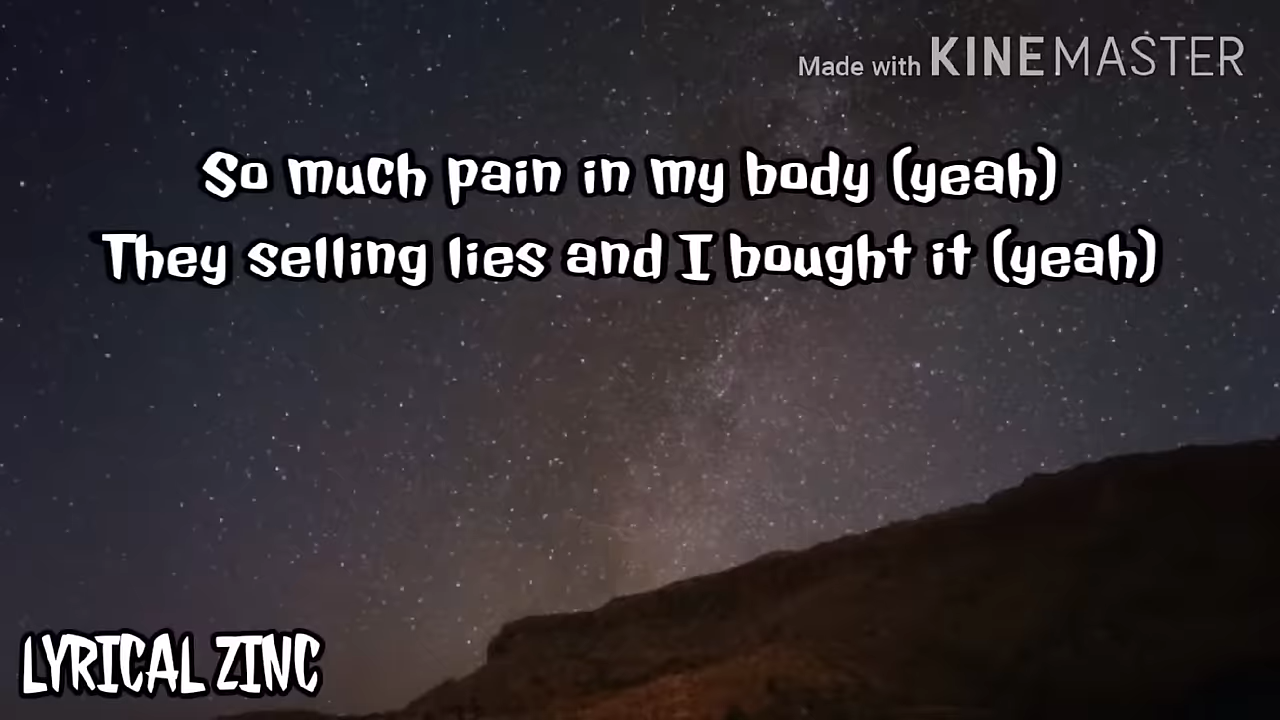 Made with KINEMASTER
So much pain in my body (yeah)
They selling lies and I bought it (yeah)
LYRICAL ZINC